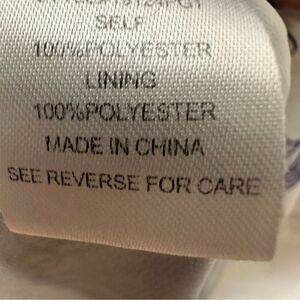 SELF
100%POLYESTER
LINING
100%POLYESTER
MADE IN CHINA
SEE REVERSE FOR CARE